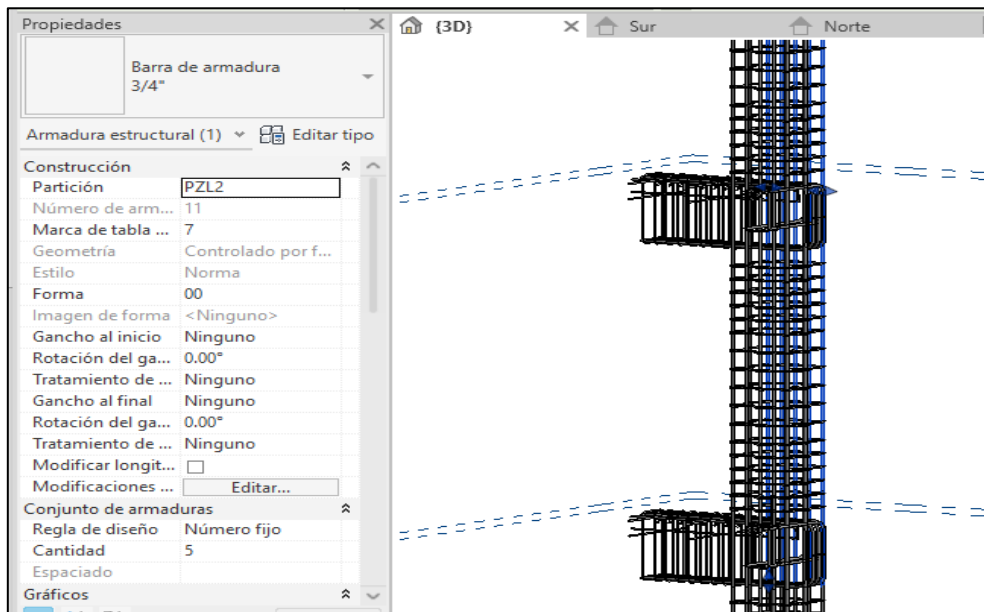 Propiedades
{3D}
Sur
Norte
Barra de armadura
3/4"
Armadura estructural (1)
Editar tipo
Construcción
Partición PZL2
Número de arm... 11
Marca de tabla ... 7
Geometría Controlado por f...
Estilo Norma
Forma 00
Imagen de forma <Ninguno>
Gancho al inicio Ninguno
Rotación del ga... 0.00°
Tratamiento de ... Ninguno
Gancho al final Ninguno
Rotación del ga... 0.00°
Tratamiento de ... Ninguno
Modificar longit...
Modificaciones ... Editar...
Conjunto de armaduras
Regla de diseño Número fijo
Cantidad 5
Espaciado
Gráficos